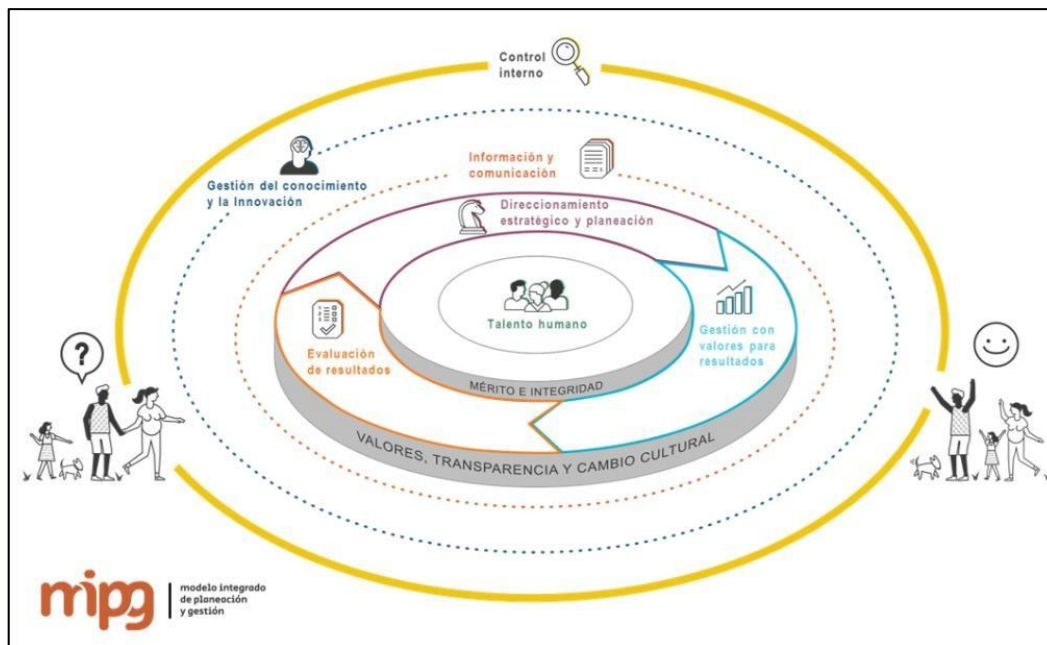 Control
interno
Gestión del conocimiento
y la Innovación
Información y
comunicación
Direccionamiento
estratégico y planeación
Talento humano
Gestión con
valores para
resultados
Evaluación
de resultados
MÉRITO E INTEGRIDAD
VALORES, TRANSPARENCIA Y CAMBIO CULTURAL
?
mipg
modelo integrado
de planeación
y gestión